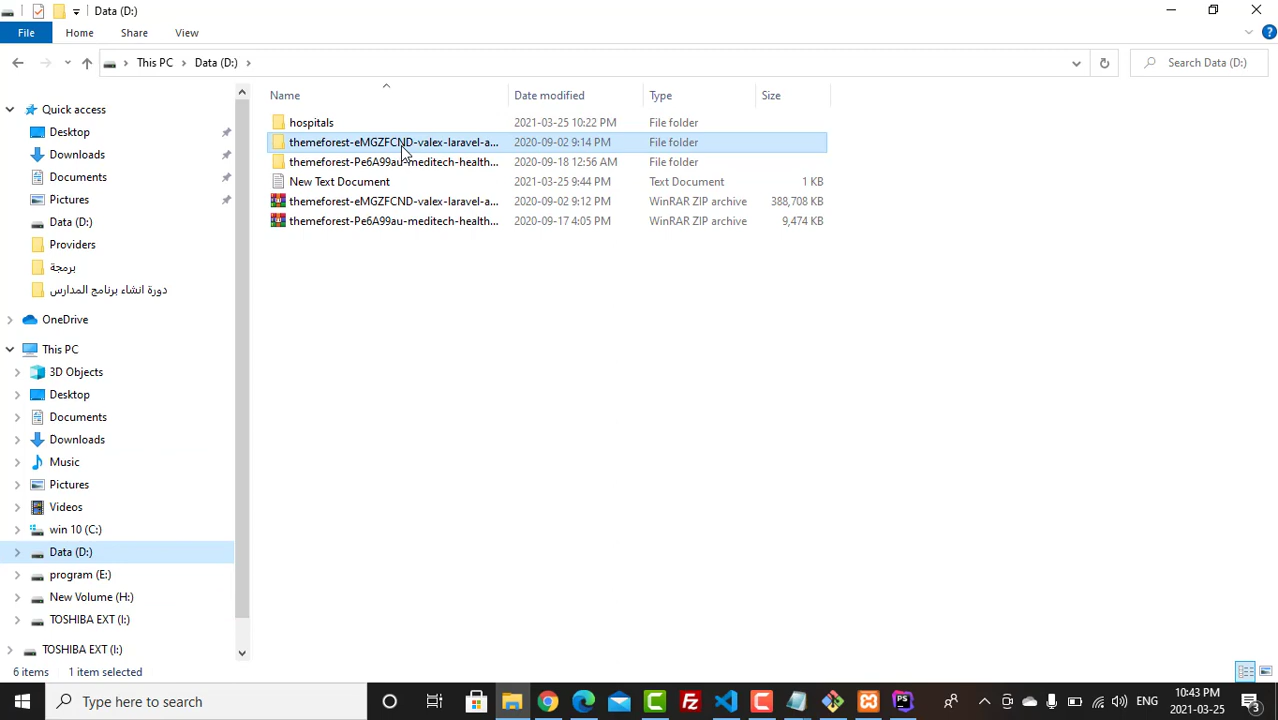 Data (D:)
File
Home
Share
View
This PC
Data (D:)
Search Data (D:)
Name
Date modified
Type
Size
Quick access
Desktop
Downloads
Documents
Pictures
Data (D:)
Providers
برمجة
دورة انشاء برنامج المدارس
OneDrive
This PC
3D Objects
Desktop
Documents
Downloads
Music
Pictures
Videos
win 10 (C:)
Data (D:)
program (E:)
New Volume (H:)
TOSHIBA EXT (I:)
TOSHIBA EXT (I:)
hospitals 2021-03-25 10:22 PM File folder
themeforest-eMGZFCND-valex-laravel-a... 2020-09-02 9:14 PM File folder
themeforest-Pe6A99au-meditech-health... 2020-09-18 12:56 AM File folder
New Text Document 2021-03-25 9:44 PM Text Document 1 KB
themeforest-eMGZFCND-valex-laravel-a... 2020-09-02 9:12 PM WinRAR ZIP archive 388,708 KB
themeforest-Pe6A99au-meditech-health... 2020-09-17 4:05 PM WinRAR ZIP archive 9,474 KB
6 items 1 item selected
Type here to search
ENG
10:43 PM
2021-03-25
3